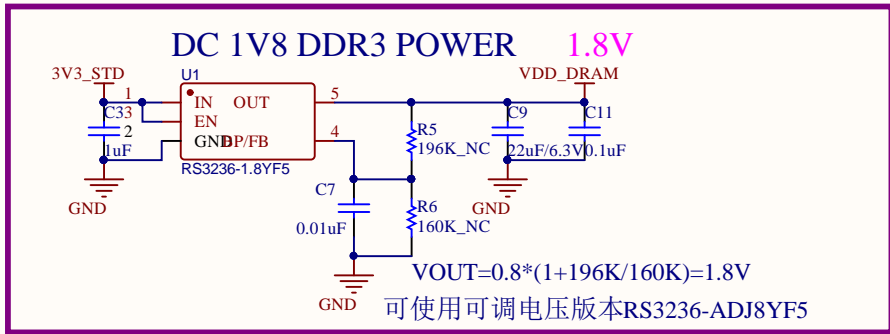 DC 1V8 DDR3 POWER 1.8V
3V3_STD U1 VDD_DRAM
1 IN OUT 5
C33 3 EN C9 C11
2 GND BP/FB 4 R5
1uF 196K_NC 22uF/6.3V 0.1uF
RS3236-1.8YF5
GND C7 R6 GND
0.01uF 160K_NC
GND
VOUT=0.8*(1+196K/160K)=1.8V
可使用可调电压版本RS3236-ADJ8YF5